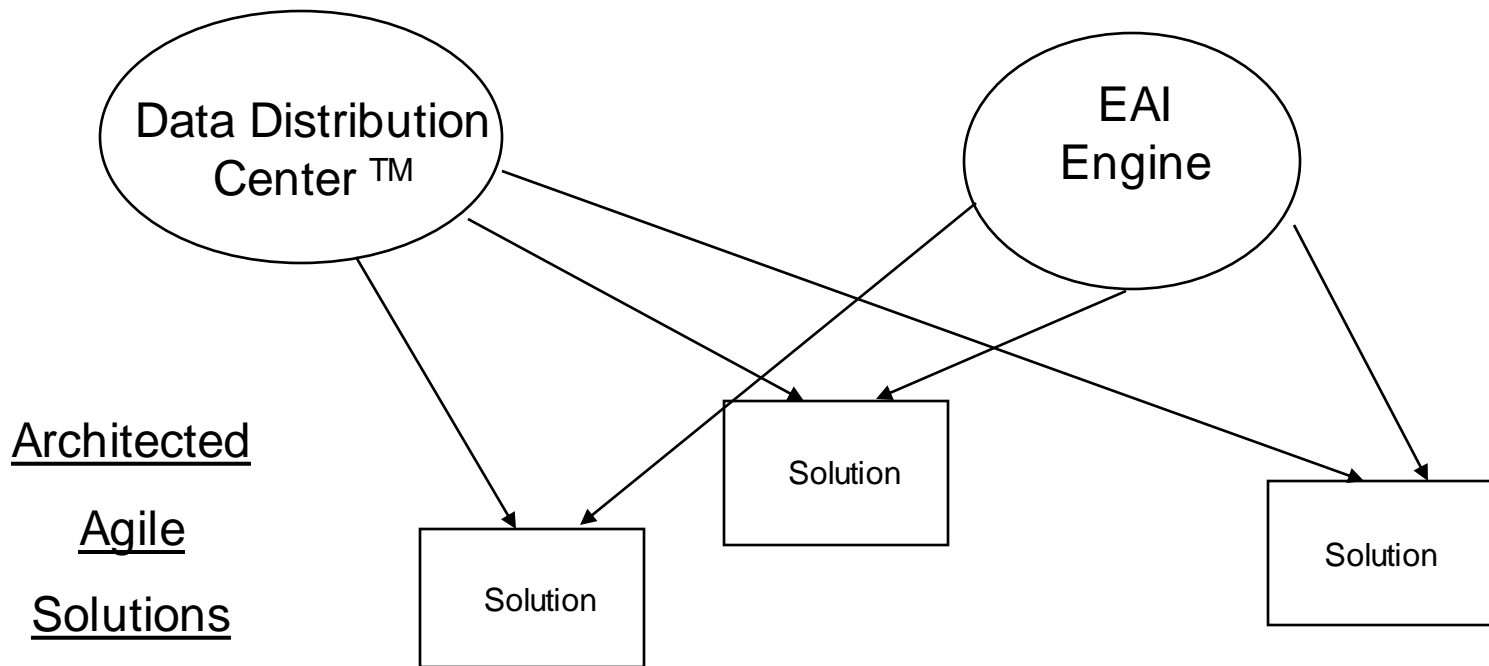 Data Distribution
Center TM
EAI
Engine
Architected
Agile
Solutions
Solution
Solution
Solution